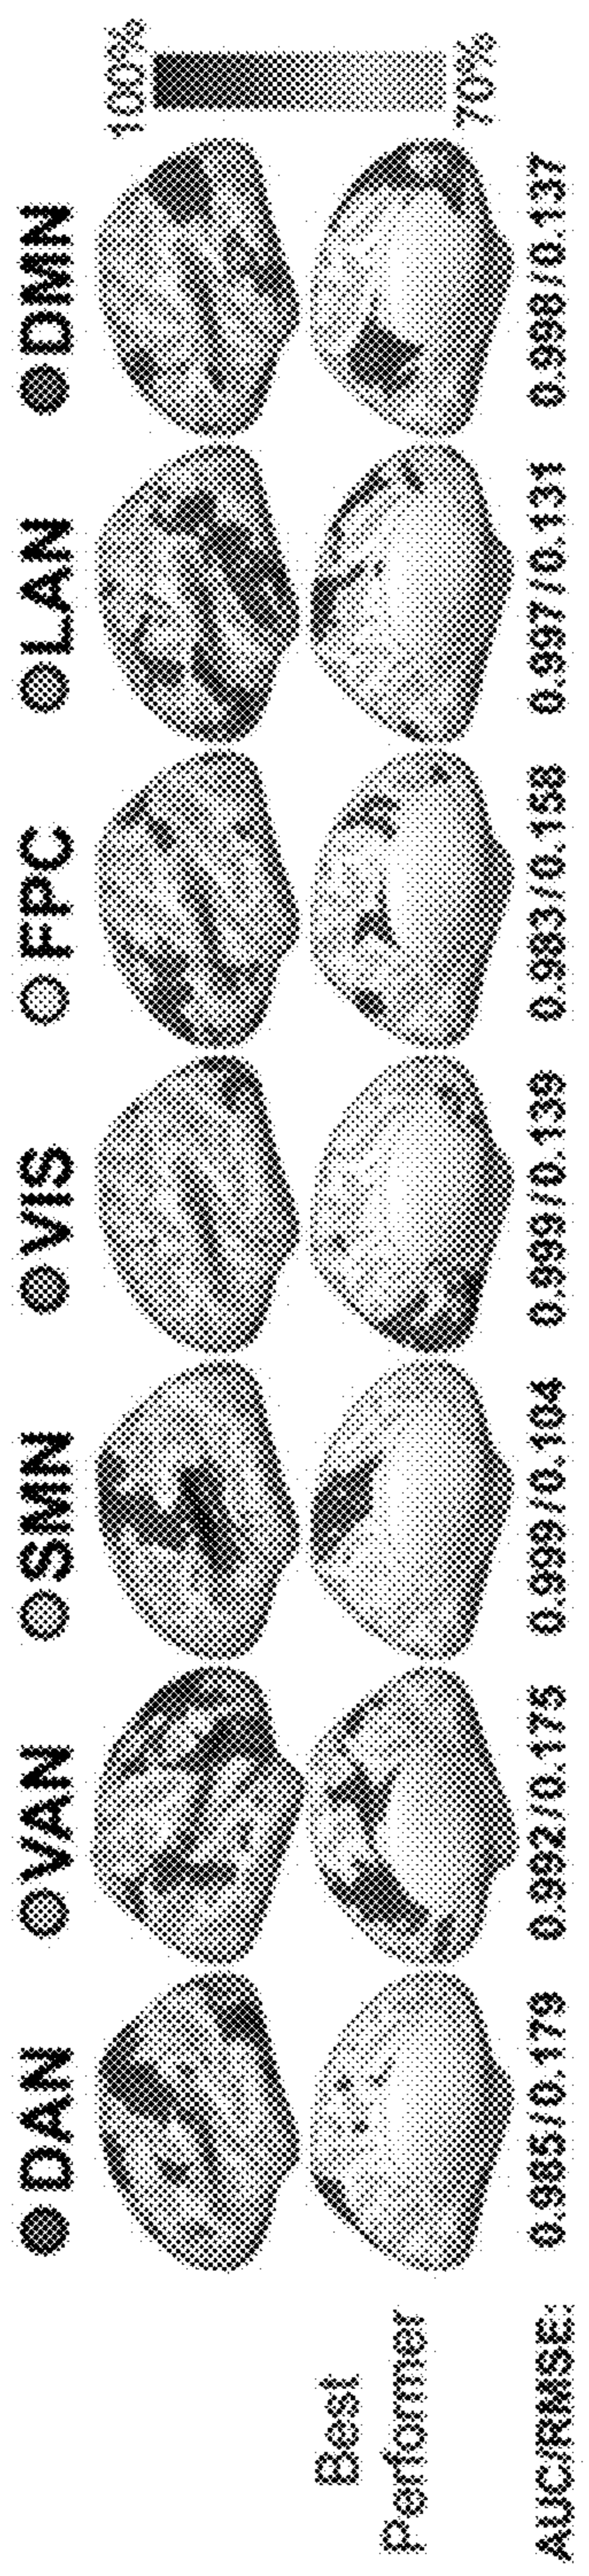 DAN VAN SMN VIS FPC LAN DMN
100%
70%
Best
Performer
AUC/RMSE: 0.985/0.179 0.992/0.175 0.999/0.104 0.999/0.139 0.983/0.158 0.997/0.131 0.998/0.137